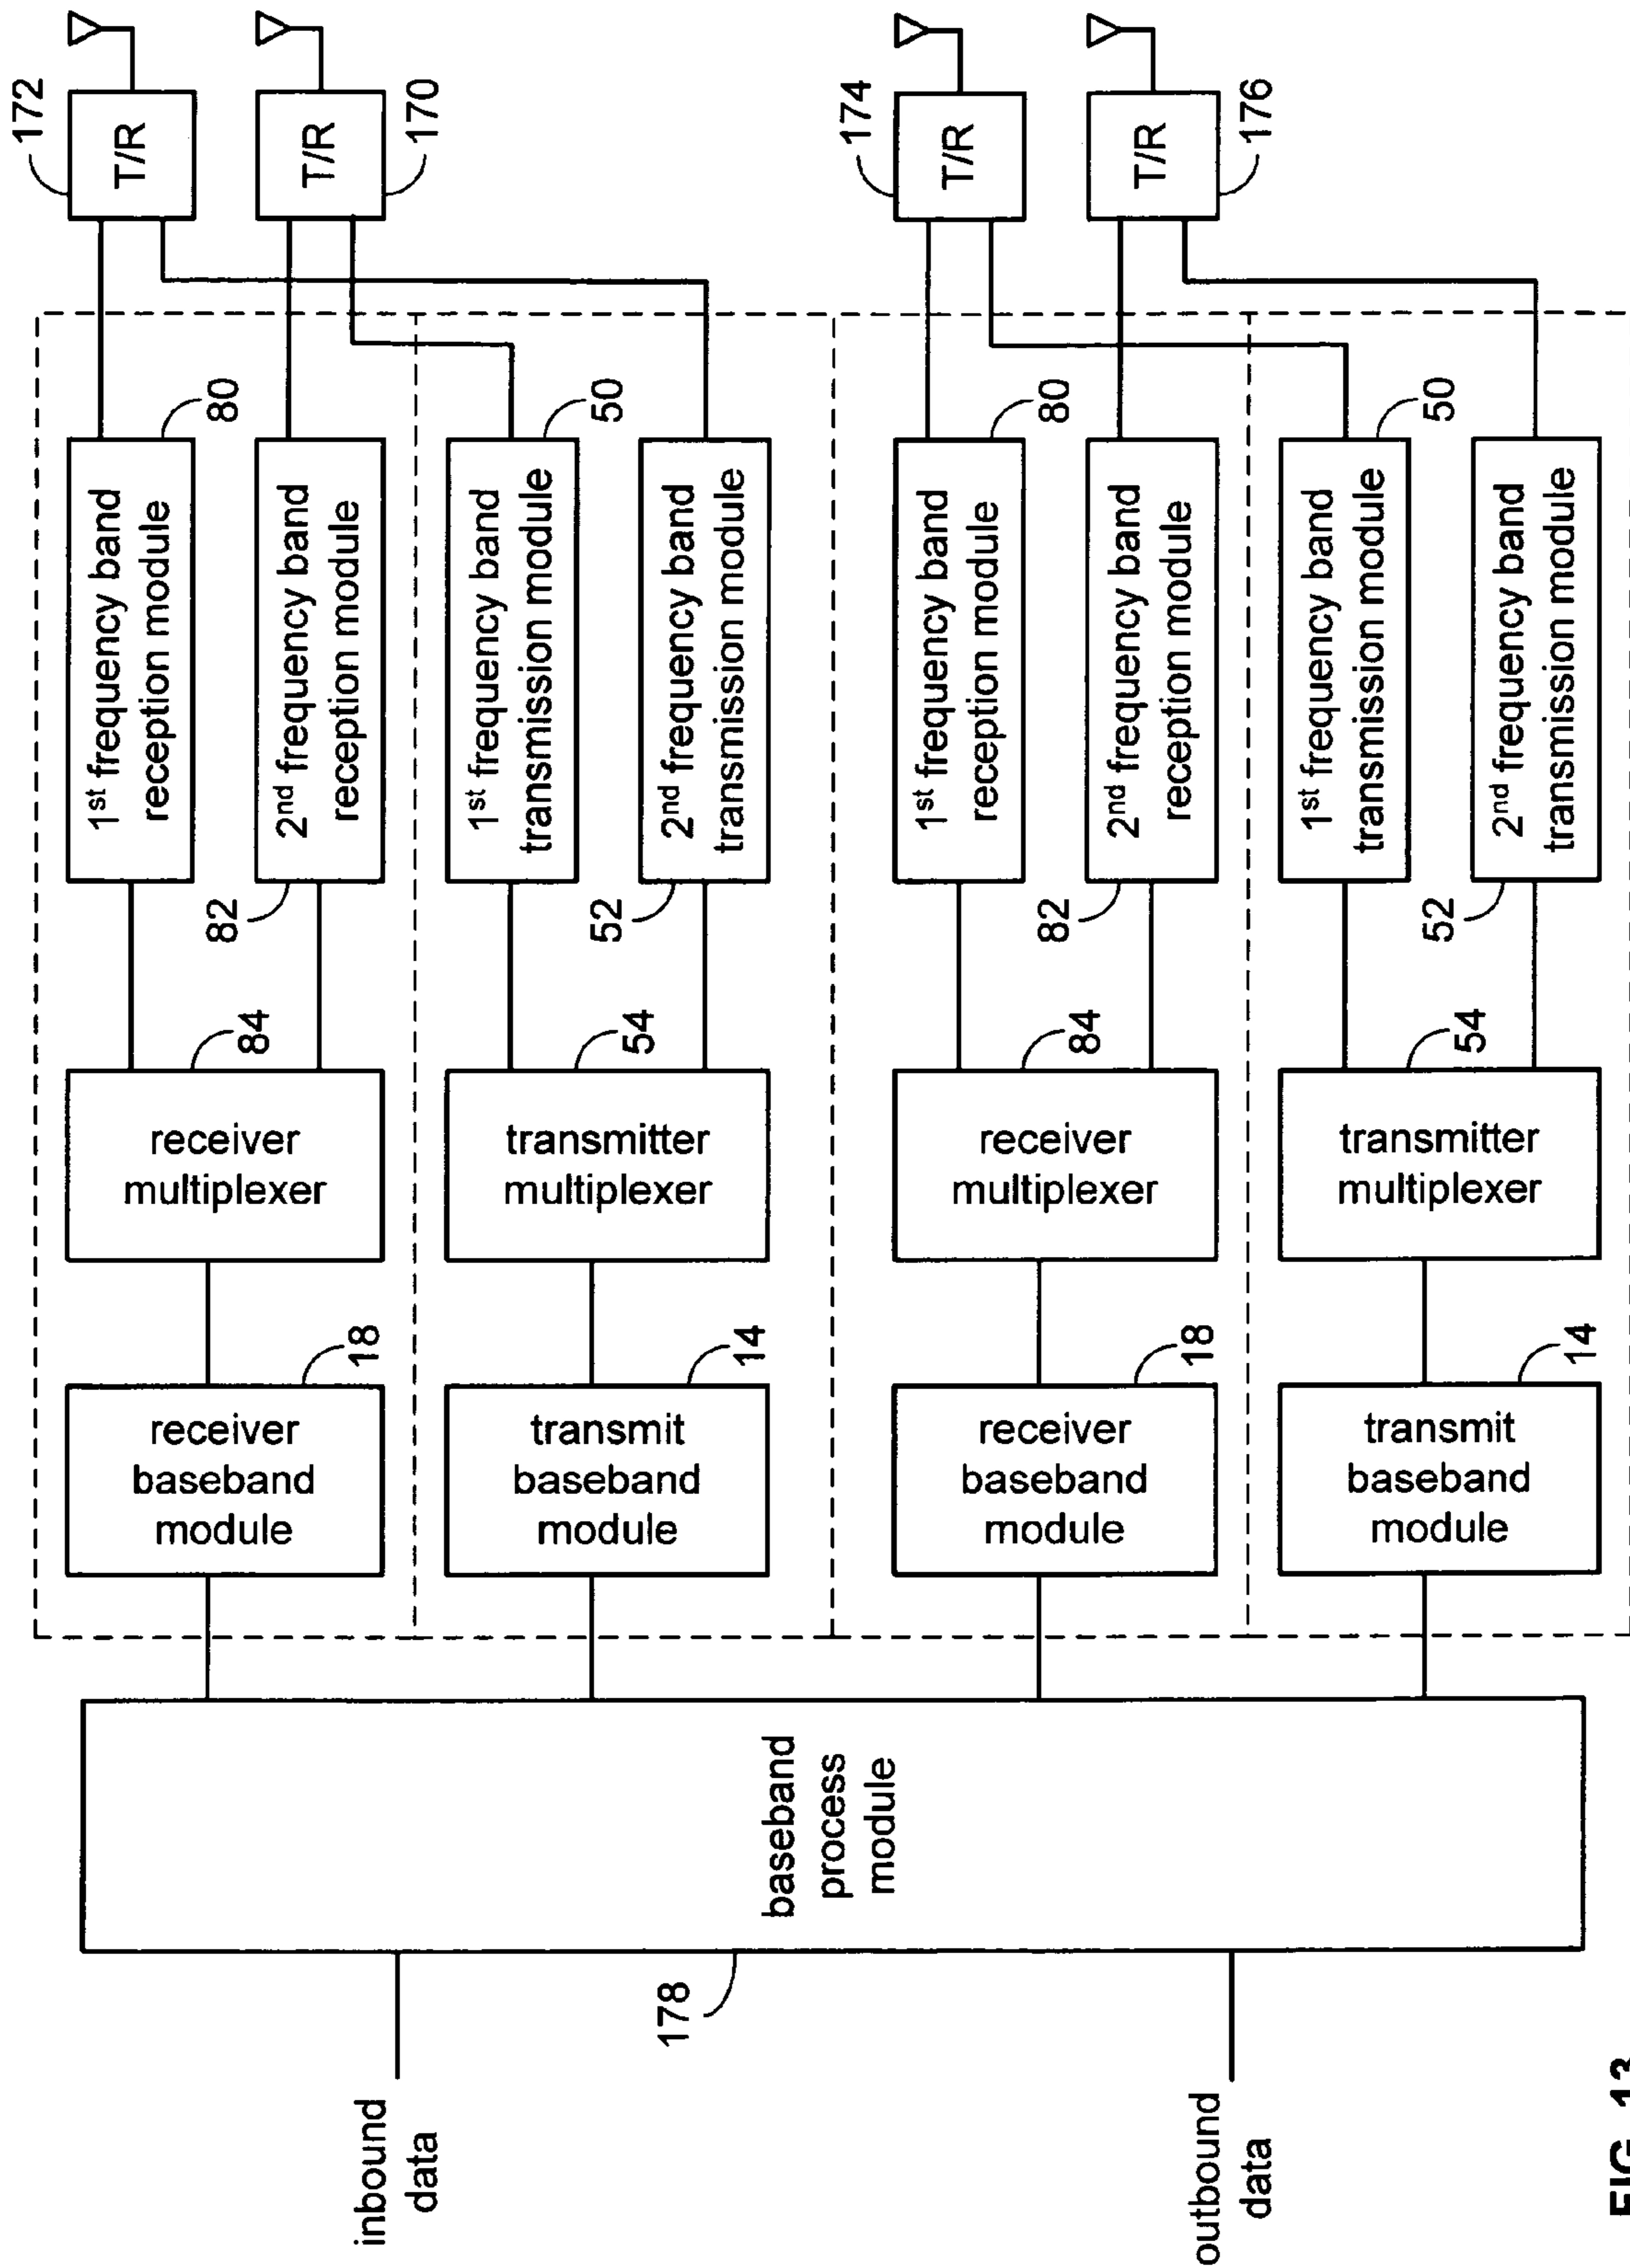 172
T/R
80
1st frequency band
reception module
84
receiver
multiplexer
18
receiver
baseband
module
T/R
170
82
2nd frequency band
reception module
50
1st frequency band
transmission module
54
transmitter
multiplexer
14
transmit
baseband
module
52
2nd frequency band
transmission module
inbound
data
178
baseband
process
module
174
T/R
80
1st frequency band
reception module
84
receiver
multiplexer
18
receiver
baseband
module
T/R
176
82
2nd frequency band
reception module
50
1st frequency band
transmission module
54
transmitter
multiplexer
14
transmit
baseband
module
52
2nd frequency band
transmission module
outbound
data
FIG. 13